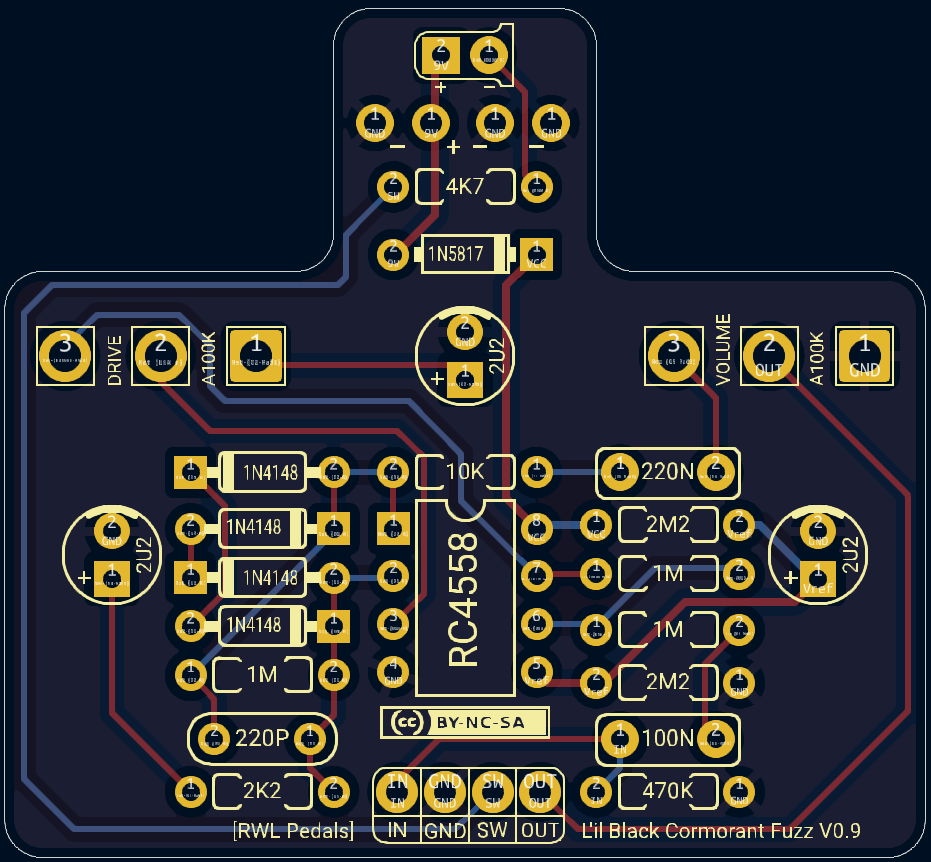 2 1
9V
+ −
1 1 1 1
GND 9V GND GND
− + − −
2 4K7 1
SW
2 1N5817 1
9V VCC
2
GND
2U2
+ 1
3 DRIVE 2 A100K 1
3 VOLUME 2 A100K 1
OUT GND
1 1N4148 2 2 10K 1 1 220N 2
2 1N4148 1 1 8 1 2M2 2
VCC VCC Vref
2 GND 2U2
+ 1
1 1N4148 2 2 7 1 1M 2
2 GND 2U2
+ 1 Vref
RC4558
2 1N4148 1 3 6 1 1M 2
1 1M 2 4 5 2 2M2 1
GND Vref Vref GND
cc BY-NC-SA
2 220P 1
1 100N 2
IN
1 2K2 2
IN GND SW OUT
IN GND SW OUT
2 470K 1
IN GND
[RWL Pedals] IN GND SW OUT L'il Black Cormorant Fuzz V0.9